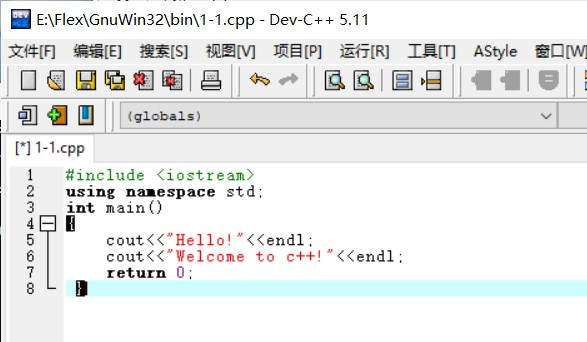 E:\Flex\GnuWin32\bin\1-1.cpp - Dev-C++ 5.11
文件[F] 编辑[E] 搜索[S] 视图[V] 项目[P] 运行[R] 工具[T] AStyle 窗口[W]
(globals)
[*] 1-1.cpp
1 #include <iostream>
2 using namespace std;
3 int main()
4 {
5 cout<<"Hello!"<<endl;
6 cout<<"Welcome to c++!"<<endl;
7 return 0;
8 }